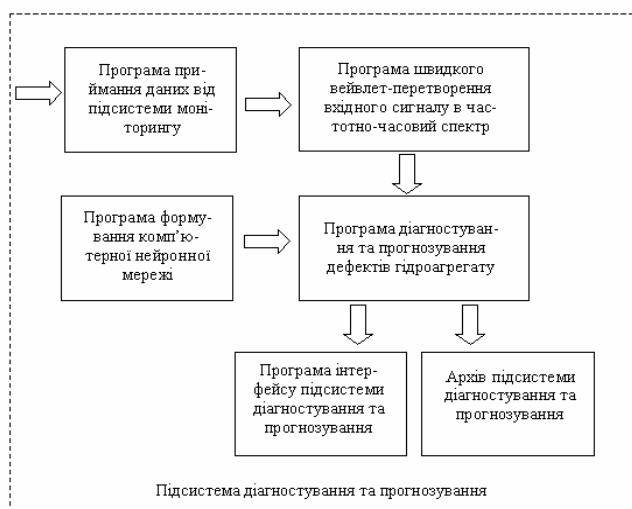 Програма при-
ймання даних від
підсистеми моні-
торингу
Програма швидкого
вейвлет-перетворення
вхідного сигналу в час-
тотно-часовий спектр
Програма форму-
вання комп’ю-
терної нейронної
мережі
Програма діагностуван-
ня та прогнозування
дефектів гідроагрегату
Програма інтер-
фейсу підсистеми
діагностування та
прогнозування
Архів підсистеми
діагностування та
прогнозування
Підсистема діагностування та прогнозування